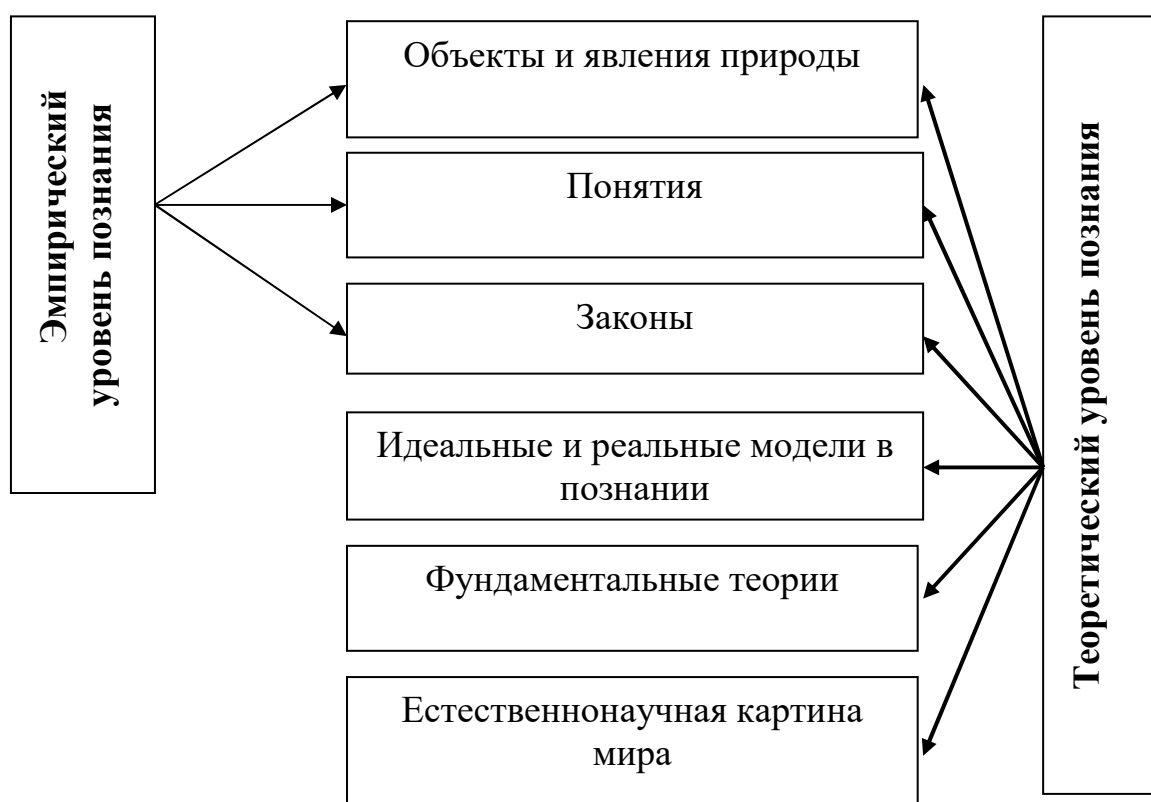 Эмпирический
уровень познания
Объекты и явления природы
Понятия
Законы
Идеальные и реальные модели в
познании
Фундаментальные теории
Естественнонаучная картина
мира
Теоретический уровень познания